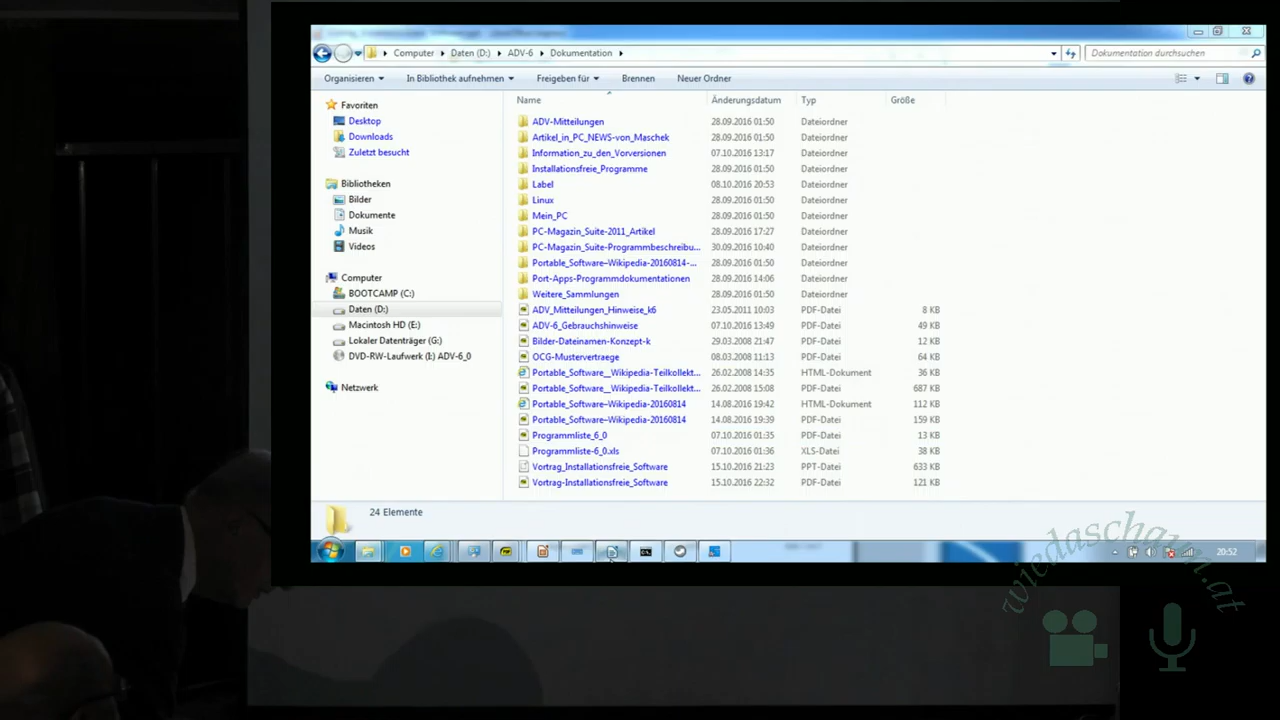 Computer ▸ Daten (D:) ▸ ADV-6 ▸ Dokumentation ▸
Dokumentation durchsuchen
Organisieren In Bibliothek aufnehmen Freigeben für Brennen Neuer Ordner
Name Änderungsdatum Typ Größe
Favoriten
Desktop
Downloads
Zuletzt besucht
Bibliotheken
Bilder
Dokumente
Musik
Videos
Computer
BOOTCAMP (C:)
Daten (D:)
Macintosh HD (E:)
Lokaler Datenträger (G:)
DVD-RW-Laufwerk (I:) ADV-6_0
Netzwerk
ADV-Mitteilungen 28.09.2016 01:50 Dateiordner
Artikel_in_PC_NEWS-von_Maschek 28.09.2016 01:50 Dateiordner
Information_zu_den_Vorversionen 07.10.2016 13:17 Dateiordner
Installationsfreie_Programme 28.09.2016 01:50 Dateiordner
Label 08.10.2016 20:53 Dateiordner
Linux 28.09.2016 01:50 Dateiordner
Mein_PC 28.09.2016 01:50 Dateiordner
PC-Magazin_Suite-2011_Artikel 28.09.2016 17:27 Dateiordner
PC-Magazin_Suite-Programmbeschreibu... 30.09.2016 10:40 Dateiordner
Portable_Software–Wikipedia-20160814-... 28.09.2016 01:50 Dateiordner
Port-Apps-Programmdokumentationen 28.09.2016 14:06 Dateiordner
Weitere_Sammlungen 28.09.2016 01:50 Dateiordner
ADV_Mitteilungen_Hinweise_k6 23.05.2011 10:03 PDF-Datei 8 KB
ADV-6_Gebrauchshinweise 07.10.2016 13:49 PDF-Datei 49 KB
Bilder-Dateinamen-Konzept-k 29.03.2008 21:47 PDF-Datei 12 KB
OCG-Mustervertraege 08.03.2008 11:13 PDF-Datei 64 KB
Portable_Software__Wikipedia-Teilkollekt... 26.02.2008 14:35 HTML-Dokument 36 KB
Portable_Software__Wikipedia-Teilkollekt... 26.02.2008 15:08 PDF-Datei 687 KB
Portable_Software–Wikipedia-20160814 14.08.2016 19:42 HTML-Dokument 112 KB
Portable_Software–Wikipedia-20160814 14.08.2016 19:39 PDF-Datei 159 KB
Programmliste_6_0 07.10.2016 01:35 PDF-Datei 13 KB
Programmliste-6_0.xls 07.10.2016 01:36 XLS-Datei 38 KB
Vortrag_Installationsfreie_Software 15.10.2016 21:23 PPT-Datei 633 KB
Vortrag-Installationsfreie_Software 15.10.2016 22:32 PDF-Datei 121 KB
24 Elemente
20:52
wiedaschaun.at